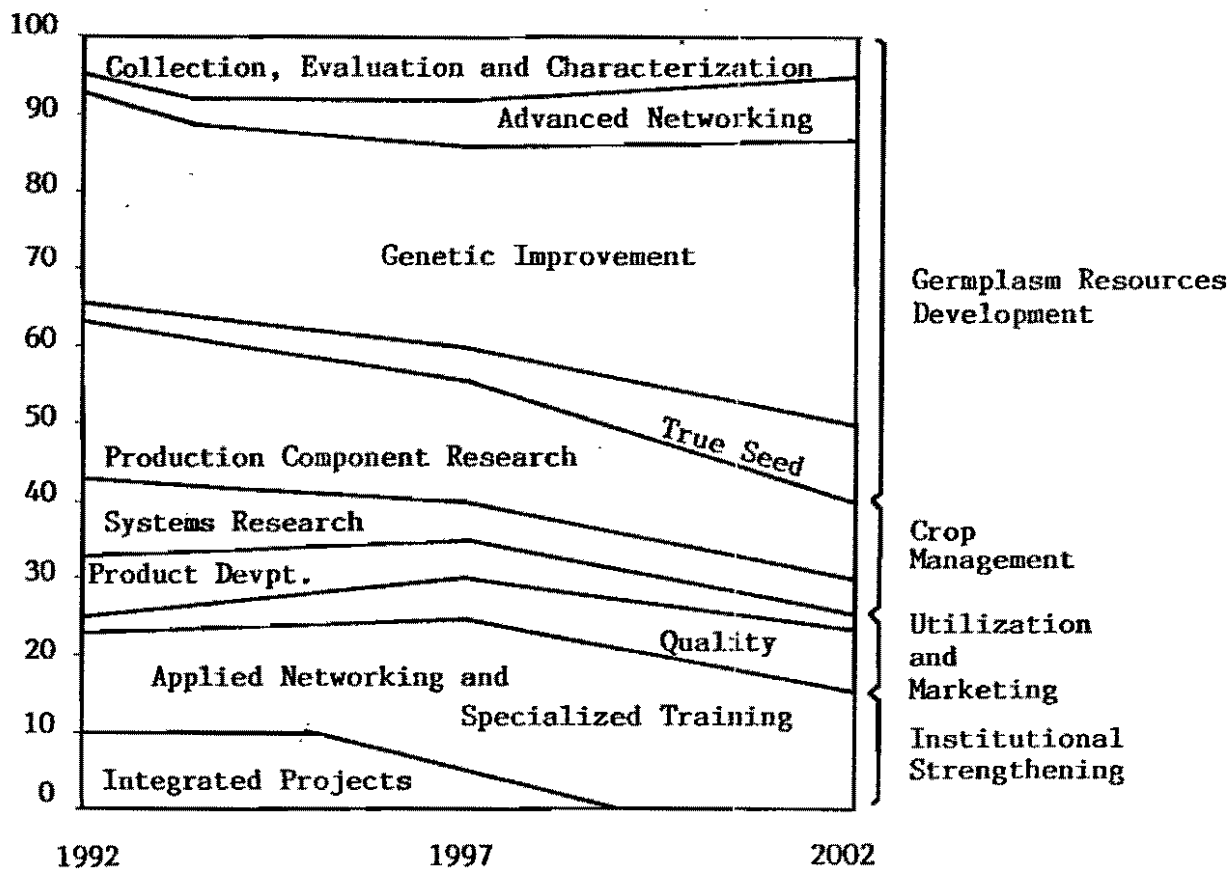 100
Collection, Evaluation and Characterization
90
Advanced Networking
80
70
Genetic Improvement
Germplasm Resources
Development
60
50
True Seed
Production Component Research
40
Systems Research
Crop
Management
30
Product Devpt.
Quality
Utilization
and
Marketing
20
Applied Networking and
Specialized Training
10
Institutional
Strengthening
Integrated Projects
0
1992 1997 2002